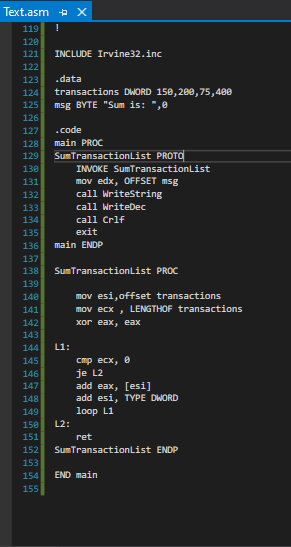 Text.asm
119 !
120
121 INCLUDE Irvine32.inc
122
123 .data
124 transactions DWORD 150,200,75,400
125 msg BYTE "Sum is: ",0
126
127 .code
128 main PROC
129 SumTransactionList PROTO
130     INVOKE SumTransactionList
131     mov edx, OFFSET msg
132     call WriteString
133     call WriteDec
134     call Crlf
135     exit
136 main ENDP
137
138 SumTransactionList PROC
139
140     mov esi,offset transactions
141     mov ecx , LENGTHOF transactions
142     xor eax, eax
143
144 L1:
145     cmp ecx, 0
146     je L2
147     add eax, [esi]
148     add esi, TYPE DWORD
149     loop L1
150 L2:
151     ret
152 SumTransactionList ENDP
153
154 END main
155